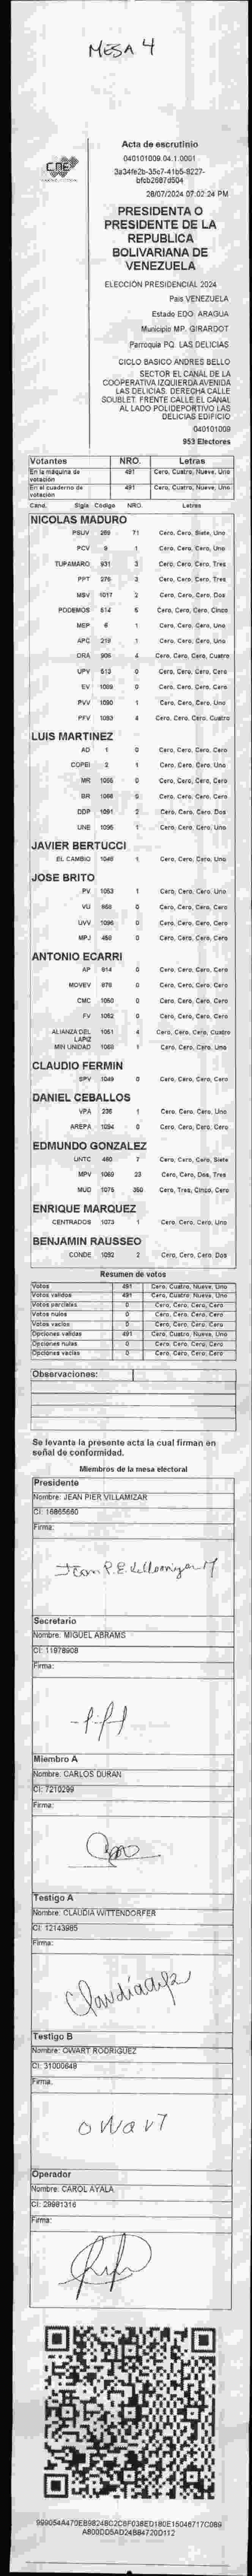 MESA 4
CNE
Acta de escrutinio
040101009.04.1.0001
3a34fe2b-35c7-41b5-8227-
bfcb2687d504
28/07/2024 07:02:24 PM
PRESIDENTA O
PRESIDENTE DE LA
REPUBLICA
BOLIVARIANA DE
VENEZUELA
ELECCIÓN PRESIDENCIAL 2024
País VENEZUELA
Estado EDO. ARAGUA
Municipio MP. GIRARDOT
Parroquia PQ. LAS DELICIAS
CICLO BASICO ANDRES BELLO
SECTOR EL CANAL DE LA
COOPERATIVA IZQUIERDA AVENIDA
LAS DELICIAS. DERECHA CALLE
SOUBLET. FRENTE CALLE EL CANAL
AL LADO POLIDEPORTIVO LAS
DELICIAS EDIFICIO
040101009
953 Electores
Votantes NRO. Letras
En la máquina de votación 491 Cero, Cuatro, Nueve, Uno
En el cuaderno de votación 491 Cero, Cuatro, Nueve, Uno
Cand. Sigla Código NRO. Letras
NICOLAS MADURO
PSUV 71 Cero, Cero, Siete, Uno
PCV 9 1 Cero, Cero, Cero, Uno
TUPAMARO 931 3 Cero, Cero, Cero, Tres
PPT 275 3 Cero, Cero, Cero, Tres
MSV 1017 2 Cero, Cero, Cero, Dos
PODEMOS 614 5 Cero, Cero, Cero, Cinco
MEP 6 1 Cero, Cero, Cero, Uno
APC 219 1 Cero, Cero, Cero, Uno
ORA 906 4 Cero, Cero, Cero, Cuatro
UPV 513 0 Cero, Cero, Cero, Cero
EV 1089 0 Cero, Cero, Cero, Cero
PVV 1090 1 Cero, Cero, Cero, Uno
PFV 1083 4 Cero, Cero, Cero, Cuatro
LUIS MARTINEZ
AD 1 0 Cero, Cero, Cero, Cero
COPEI 2 1 Cero, Cero, Cero, Uno
MR 0 Cero, Cero, Cero, Cero
BR 0 Cero, Cero, Cero, Cero
DDP 1091 2 Cero, Cero, Cero, Dos
UNE 1095 1 Cero, Cero, Cero, Uno
JAVIER BERTUCCI
EL CAMBIO 1046 1 Cero, Cero, Cero, Uno
JOSE BRITO
PV 1053 1 Cero, Cero, Cero, Uno
VU 868 0 Cero, Cero, Cero, Cero
UVV 1096 0 Cero, Cero, Cero, Cero
MPJ 458 0 Cero, Cero, Cero, Cero
ANTONIO ECARRI
AP 814 0 Cero, Cero, Cero, Cero
MOVEV 878 0 Cero, Cero, Cero, Cero
CMC 1060 0 Cero, Cero, Cero, Cero
FV 1052 0 Cero, Cero, Cero, Cero
ALIANZA DEL LAPIZ 1051 4 Cero, Cero, Cero, Cuatro
MIN UNIDAD 1068 1 Cero, Cero, Cero, Uno
CLAUDIO FERMIN
SPV 1049 0 Cero, Cero, Cero, Cero
DANIEL CEBALLOS
VPA 236 1 Cero, Cero, Cero, Uno
AREPA 1094 0 Cero, Cero, Cero, Cero
EDMUNDO GONZALEZ
UNTC 460 7 Cero, Cero, Cero, Siete
MPV 1069 23 Cero, Cero, Dos, Tres
MUD 1075 350 Cero, Tres, Cinco, Cero
ENRIQUE MARQUEZ
CENTRADOS 1073 1 Cero, Cero, Cero, Uno
BENJAMIN RAUSSEO
CONDE 1092 2 Cero, Cero, Cero, Dos
Resumen de votos
Votos 491 Cero, Cuatro, Nueve, Uno
Votos validos 491 Cero, Cuatro, Nueve, Uno
Votos parciales 0 Cero, Cero, Cero, Cero
Votos nulos 0 Cero, Cero, Cero, Cero
Votos vacios 0 Cero, Cero, Cero, Cero
Opciones validas 491 Cero, Cuatro, Nueve, Uno
Opciones nulas 0 Cero, Cero, Cero, Cero
Opciones vacias 0 Cero, Cero, Cero, Cero
Observaciones:
Se levanta la presente acta la cual firman en
señal de conformidad.
Miembros de la mesa electoral
Presidente
Nombre: JEAN PIER VILLAMIZAR
CI: 16865660
Firma:
Jean P.E. Villamizar M
Secretario
Nombre: MIGUEL ABRAMS
CI: 11978908
Firma:
Miembro A
Nombre: CARLOS DURAN
CI: 7210299
Firma:
Testigo A
Nombre: CLAUDIA WITTENDORFER
CI: 12143985
Firma:
Testigo B
Nombre: OWART RODRIGUEZ
CI: 31000648
Firma:
OWart
Operador
Nombre: CAROL AYALA
CI: 29981316
Firma: